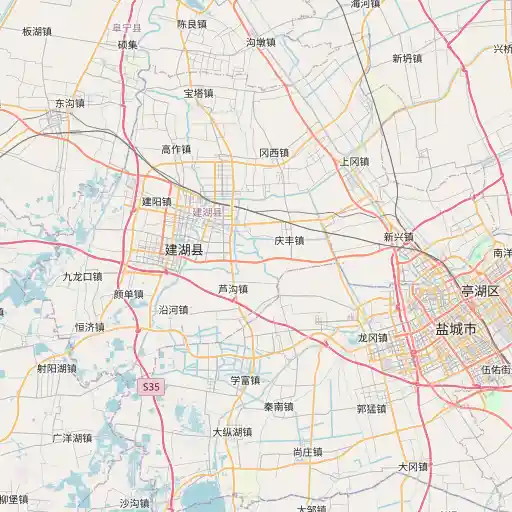 海河镇
陈良镇
阜宁县
板湖镇
硕集
沟墩镇
兴桥
新坍镇
宝塔镇
东沟镇
高作镇
冈西镇
上冈镇
建阳镇
建湖县
新兴镇
庆丰镇
建湖县
南洋
九龙口镇
芦沟镇
颜单镇
亭湖区
沿河镇
恒济镇
盐城市
龙冈镇
射阳湖镇
伍佑街
学富镇
S35
秦南镇
郭猛镇
大纵湖镇
广洋湖镇
尚庄镇
大冈镇
柳堡镇
沙沟镇
大邹镇